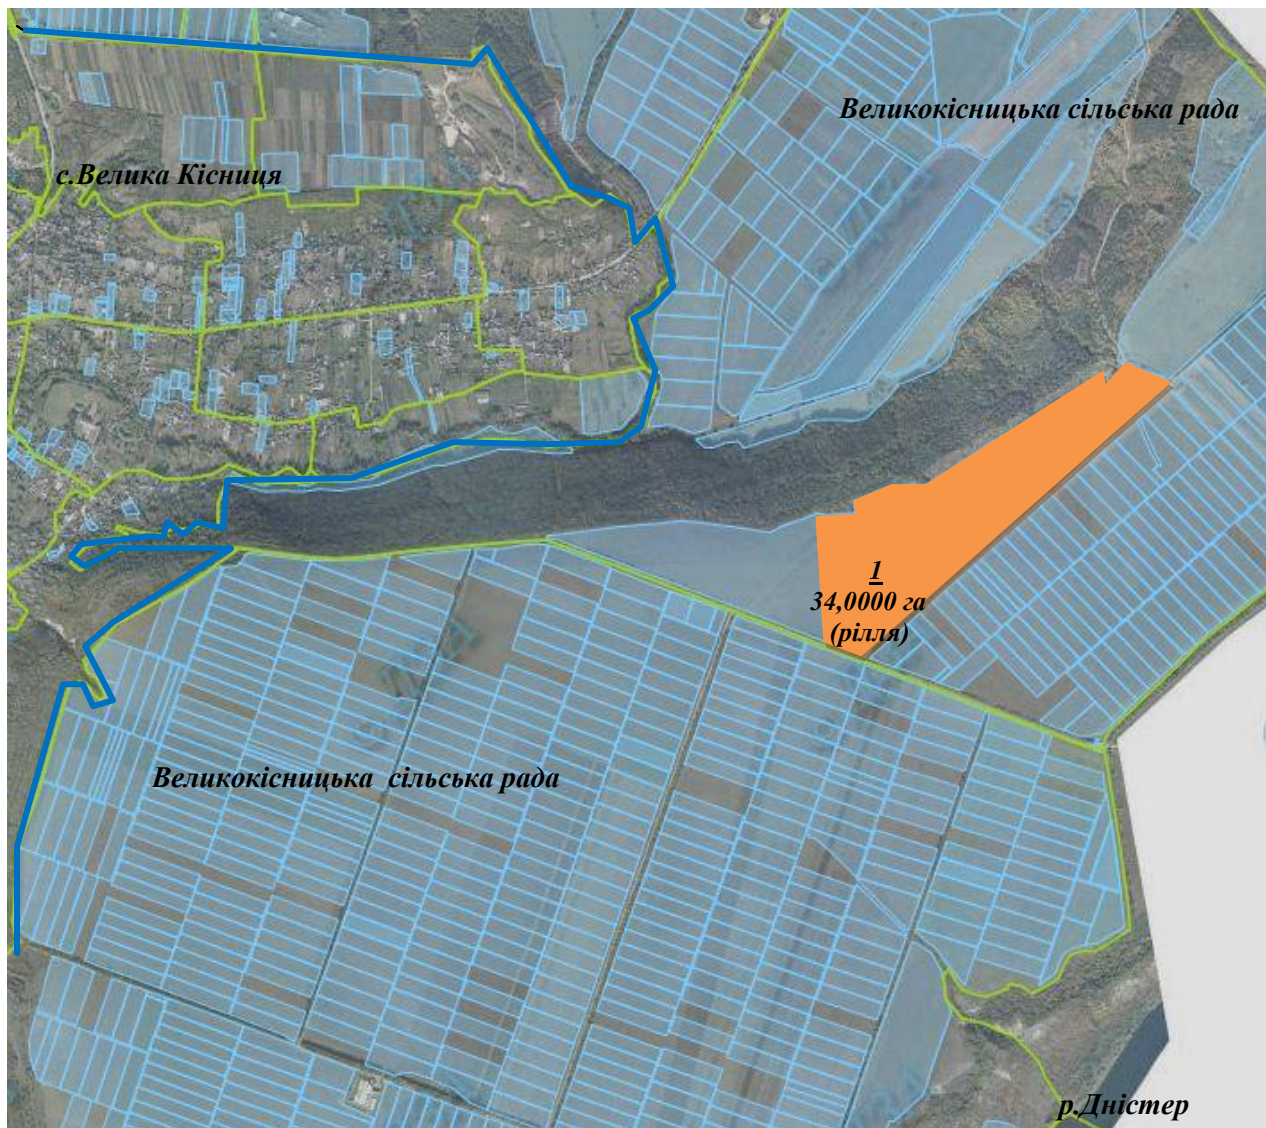 Великокісницька сільська рада
с.Велика Кісниця
1
34,0000 га
(рілля)
Великокісницька сільська рада
р.Дністер